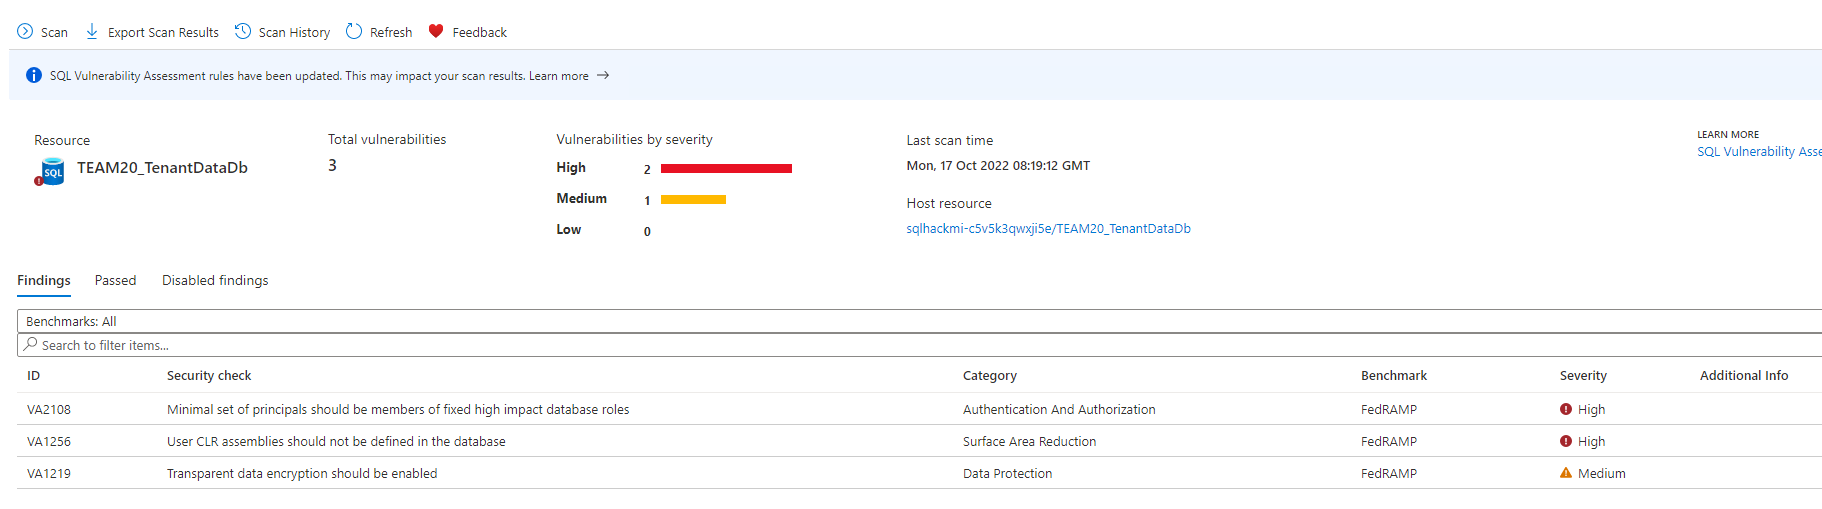 Scan Export Scan Results Scan History Refresh Feedback
SQL Vulnerability Assessment rules have been updated. This may impact your scan results. Learn more →
Resource
SQL
TEAM20_TenantDataDb
Total vulnerabilities
3
Vulnerabilities by severity
High 2
Medium 1
Low 0
Last scan time
Mon, 17 Oct 2022 08:19:12 GMT
Host resource
sqlhackmi-c5v5k3qwxji5e/TEAM20_TenantDataDb
LEARN MORE
SQL Vulnerability Asse
Findings Passed Disabled findings
Benchmarks: All
Search to filter items...
ID Security check Category Benchmark Severity Additional Info
VA2108 Minimal set of principals should be members of fixed high impact database roles Authentication And Authorization FedRAMP High
VA1256 User CLR assemblies should not be defined in the database Surface Area Reduction FedRAMP High
VA1219 Transparent data encryption should be enabled Data Protection FedRAMP Medium